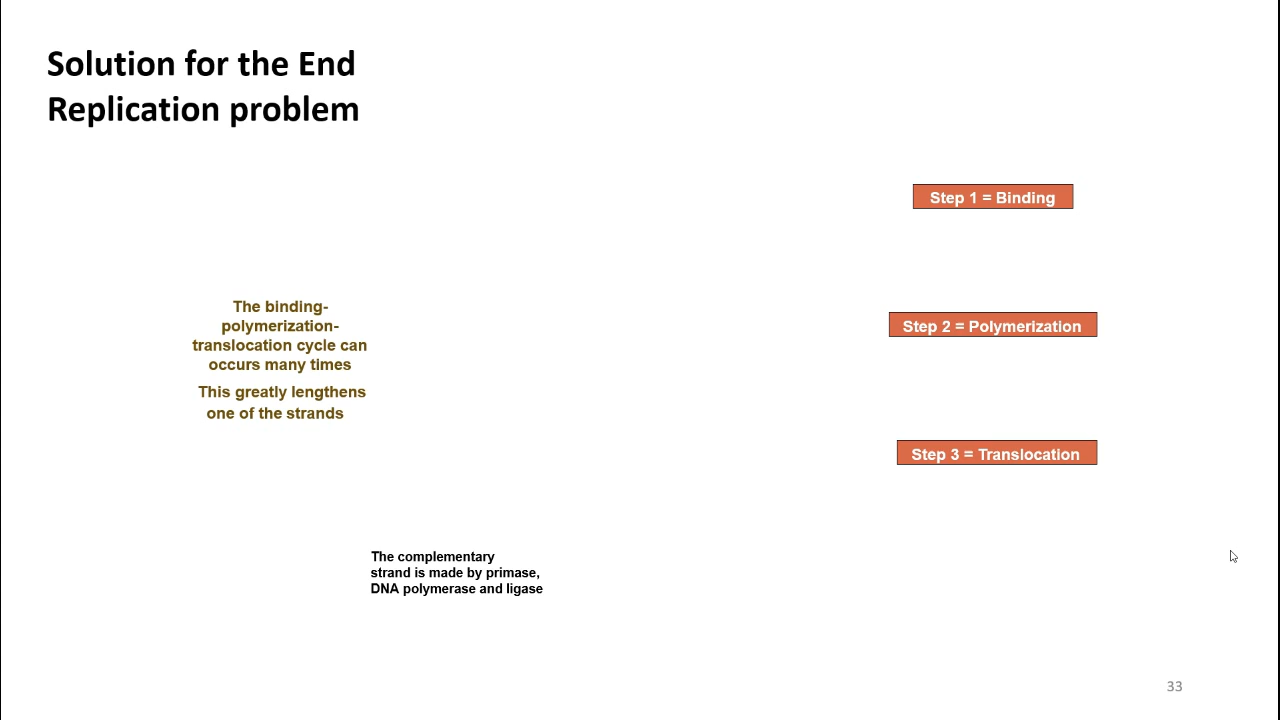 Solution for the End
Replication problem
Step 1 = Binding
The binding-
polymerization-
translocation cycle can
occurs many times
This greatly lengthens
one of the strands
Step 2 = Polymerization
Step 3 = Translocation
The complementary
strand is made by primase,
DNA polymerase and ligase
33